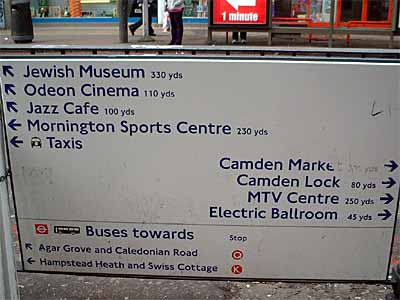 1 minute
Jewish Museum 330 yds
Odeon Cinema 110 yds
Jazz Cafe 100 yds
Mornington Sports Centre 230 yds
Taxis
Camden Market yds
Camden Lock 80 yds
MTV Centre 250 yds
Electric Ballroom 45 yds
Buses towards Stop
Agar Grove and Caledonian Road O
Hampstead Heath and Swiss Cottage K